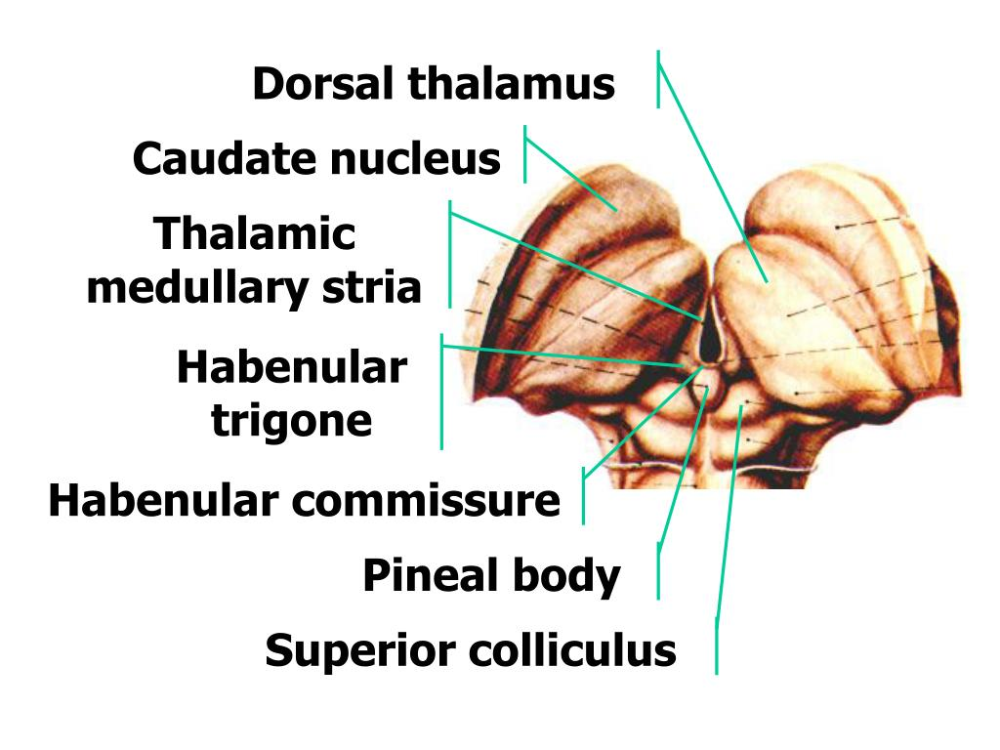 Dorsal thalamus
Caudate nucleus
Thalamic
medullary stria
Habenular
trigone
Habenular commissure
Pineal body
Superior colliculus